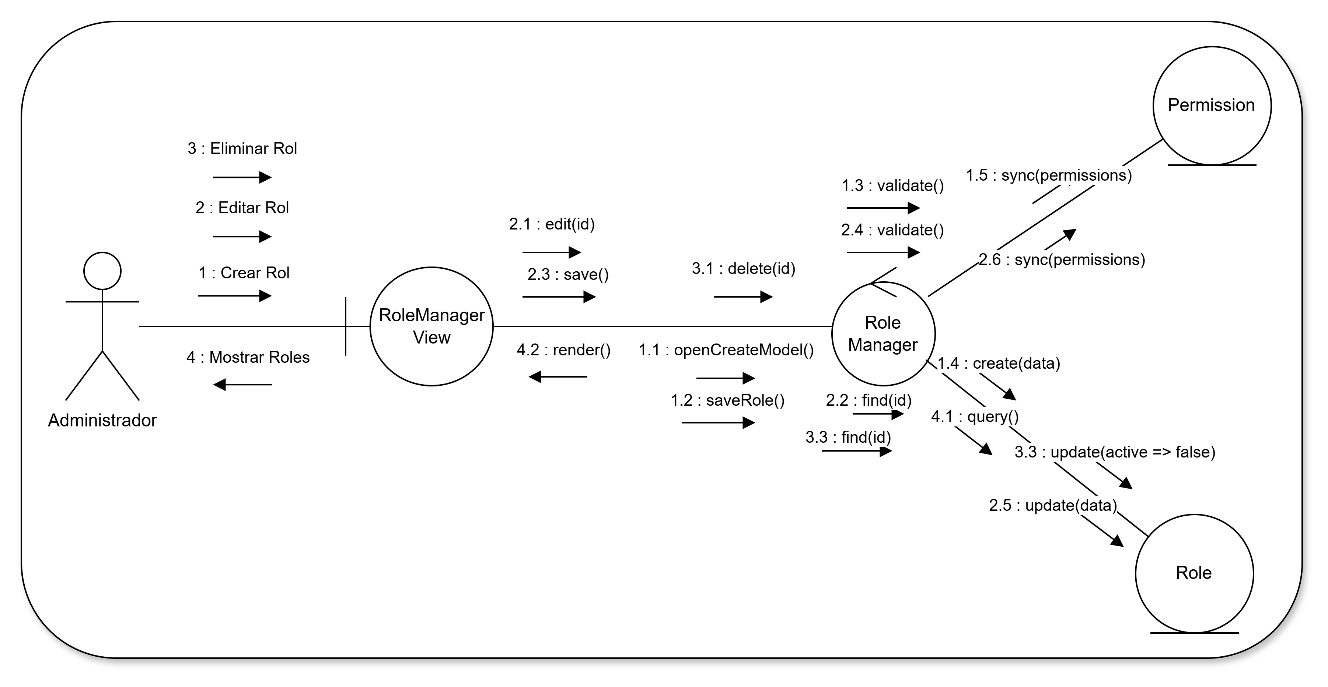 Permission
3 : Eliminar Rol
1.5 : sync(permissions)
1.3 : validate()
2 : Editar Rol
2.1 : edit(id)
2.4 : validate()
2.6 : sync(permissions)
1 : Crear Rol
2.3 : save()
3.1 : delete(id)
RoleManager
View
Role
Manager
4 : Mostrar Roles
4.2 : render()
1.1 : openCreateModel()
1.4 : create(data)
1.2 : saveRole()
2.2 : find(id)
Administrador
4.1 : query()
3.3 : find(id)
3.3 : update(active => false)
2.5 : update(data)
Role